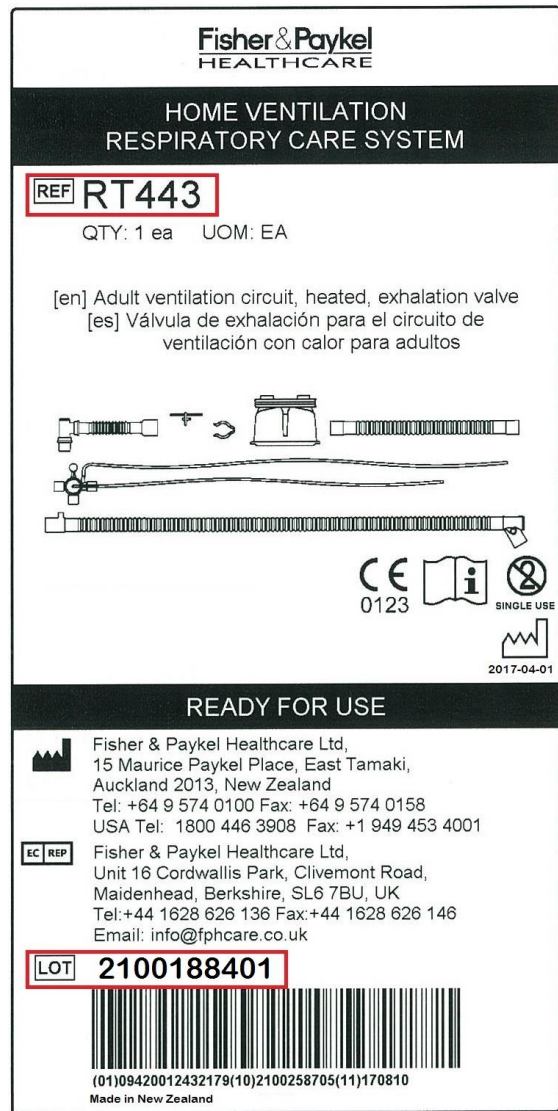 Fisher&Paykel
HEALTHCARE
HOME VENTILATION
RESPIRATORY CARE SYSTEM
REF RT443
QTY: 1 ea UOM: EA
[en] Adult ventilation circuit, heated, exhalation valve
[es] Válvula de exhalación para el circuito de
ventilación con calor para adultos
CE
0123
i
2
SINGLE USE
2017-04-01
READY FOR USE
Fisher & Paykel Healthcare Ltd,
15 Maurice Paykel Place, East Tamaki,
Auckland 2013, New Zealand
Tel: +64 9 574 0100 Fax: +64 9 574 0158
USA Tel: 1800 446 3908 Fax: +1 949 453 4001
EC REP
Fisher & Paykel Healthcare Ltd,
Unit 16 Cordwallis Park, Clivemont Road,
Maidenhead, Berkshire, SL6 7BU, UK
Tel:+44 1628 626 136 Fax:+44 1628 626 146
Email: info@fphcare.co.uk
LOT 2100188401
(01)09420012432179(10)2100258705(11)170810
Made in New Zealand